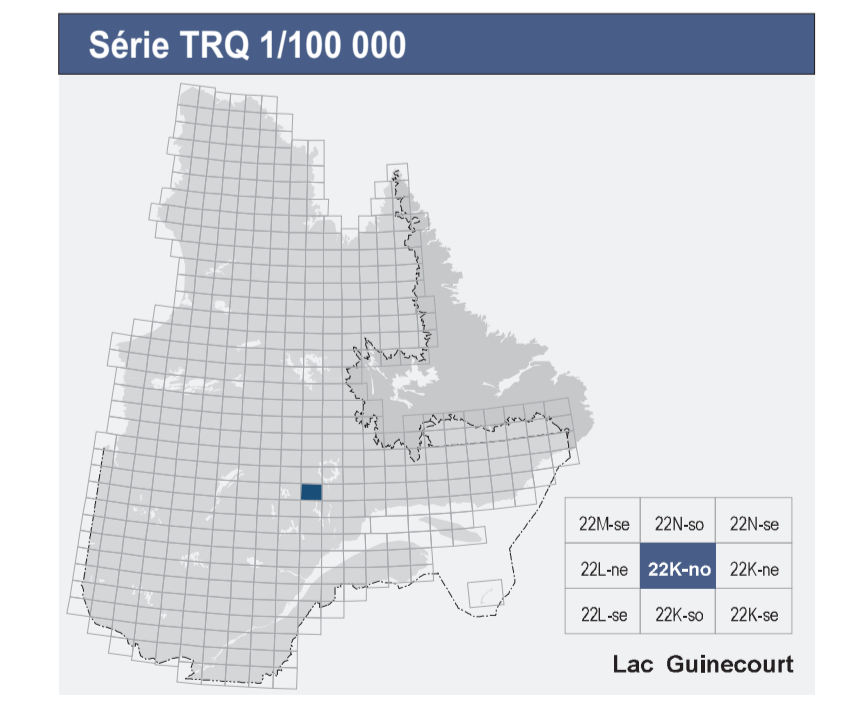 Série TRQ 1/100 000
22M-se 22N-so 22N-se
22L-ne 22K-no 22K-ne
22L-se 22K-so 22K-se
Lac Guinecourt